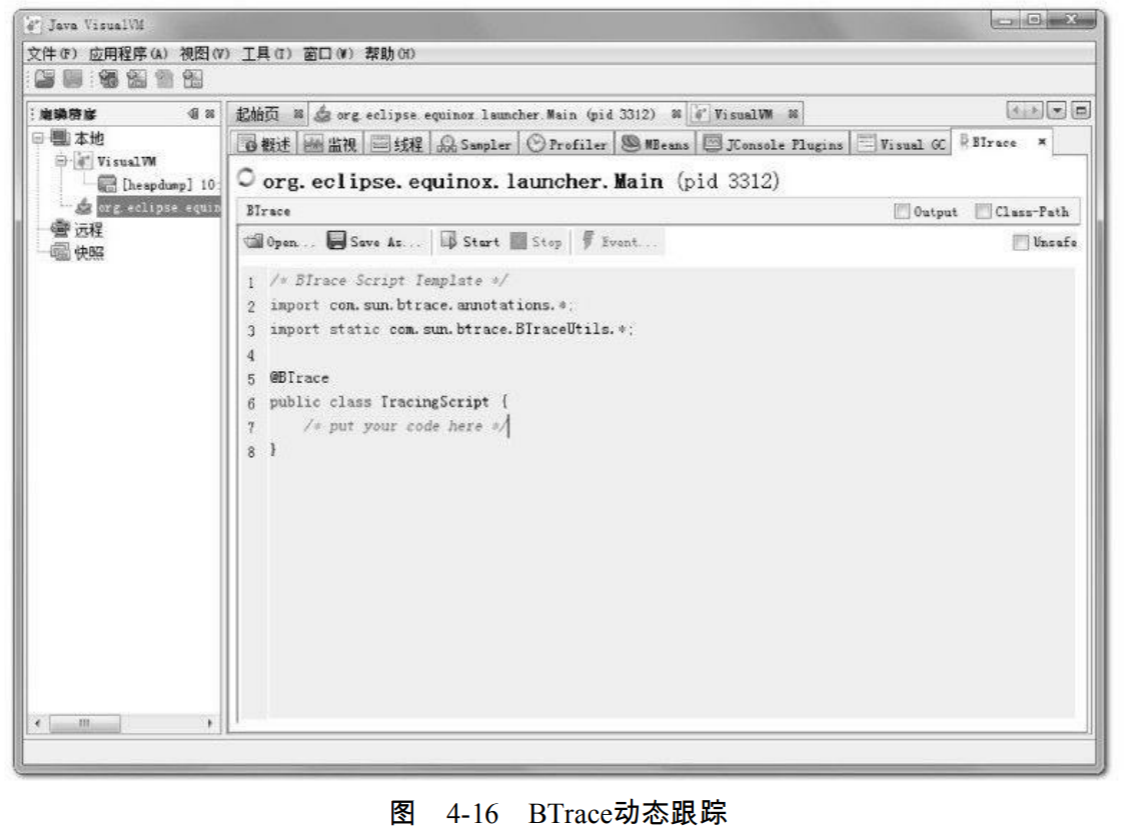 Java VisualVM
文件(F) 应用程序(A) 视图(V) 工具(T) 窗口(W) 帮助(H)
起始页 org.eclipse.equinox.launcher.Main (pid 3312) VisualVM
本地
VisualVM
[heapdump] 10:
org.eclipse.equin
远程
快照
概述 监视 线程 Sampler Profiler MBeans JConsole Plugins Visual GC BTrace
org.eclipse.equinox.launcher.Main (pid 3312)
BTrace Output Class-Path
Open... Save As... Start Stop Event... Unsafe
1 /* BTrace Script Template */
2 import com.sun.btrace.annotations.*;
3 import static com.sun.btrace.BTraceUtils.*;
4
5 @BTrace
6 public class TracingScript {
7 /* put your code here */
8 }
图 4-16 BTrace动态跟踪